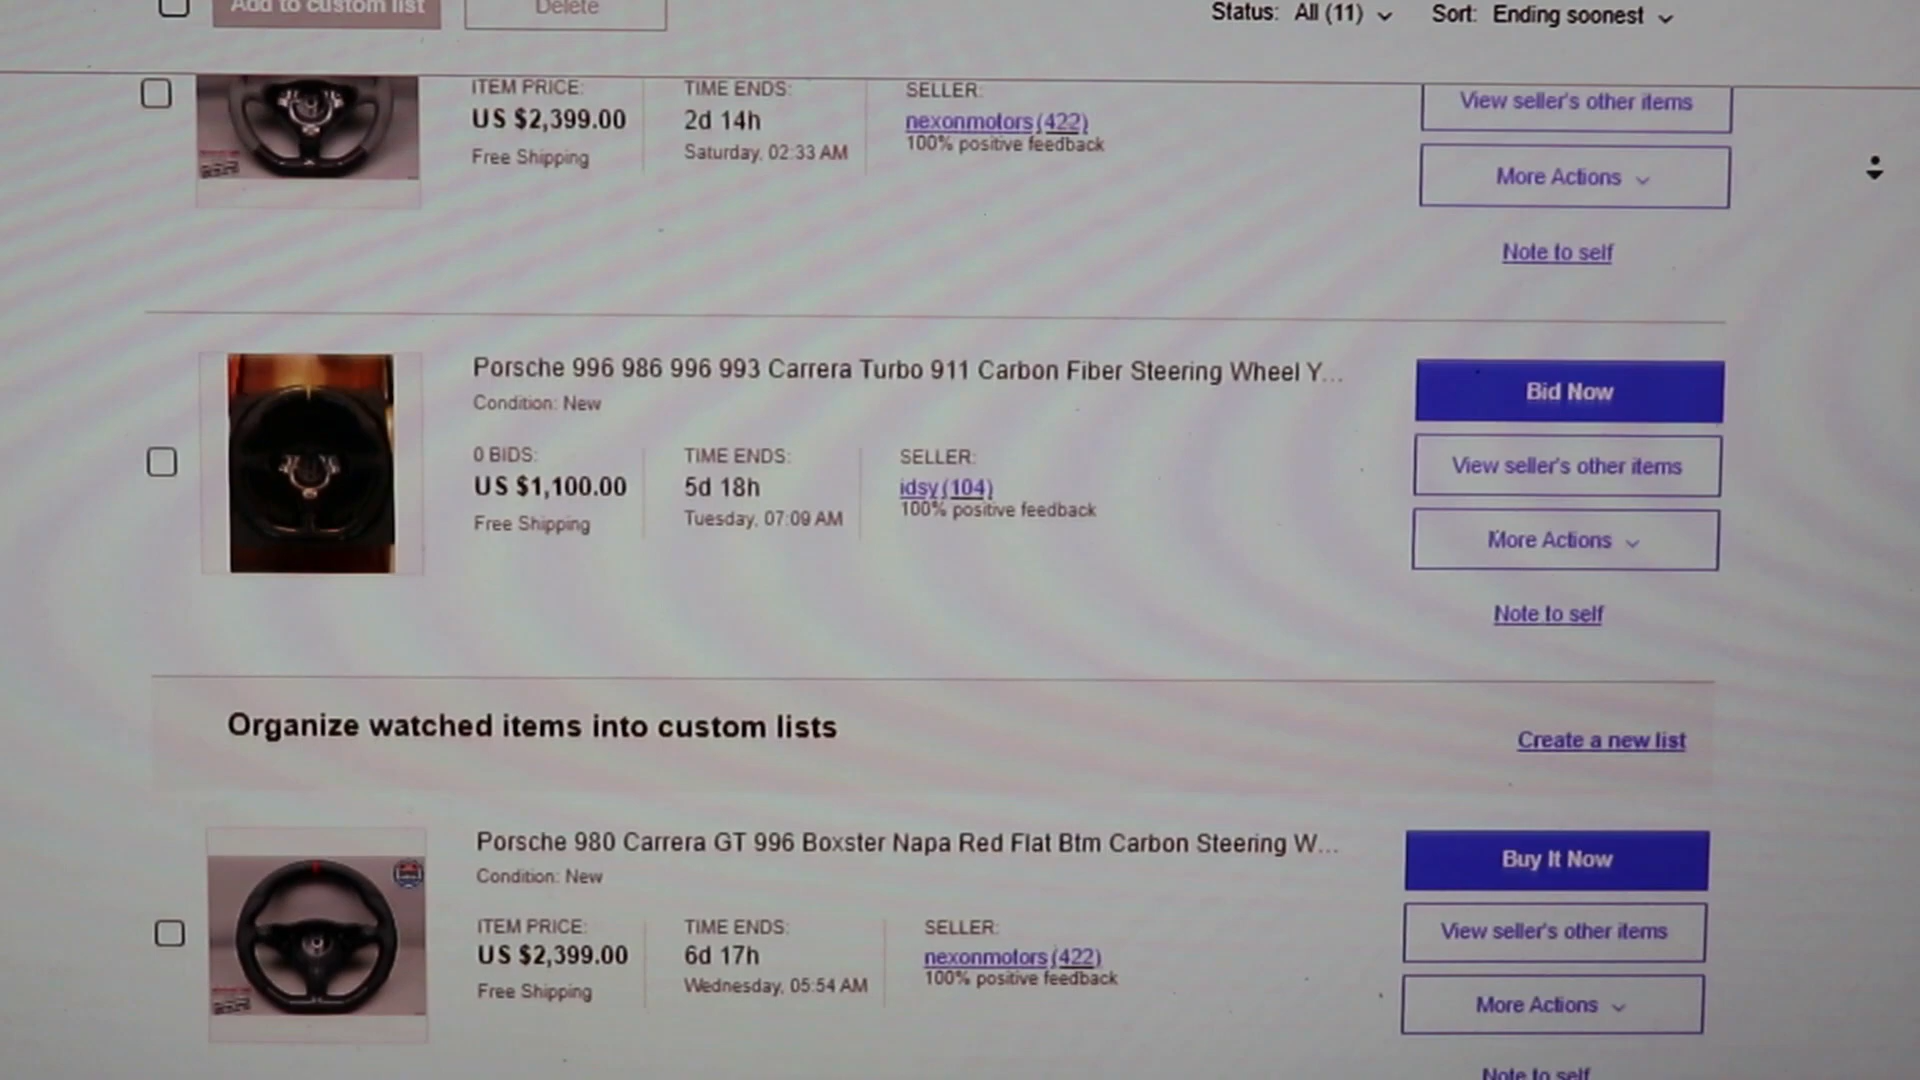 Add to custom list
Delete
Status: All (11)
Sort: Ending soonest
ITEM PRICE:
US $2,399.00
Free Shipping
TIME ENDS:
2d 14h
Saturday, 02:33 AM
SELLER:
nexonmotors (422)
100% positive feedback
View seller's other items
More Actions
Note to self
Porsche 996 986 996 993 Carrera Turbo 911 Carbon Fiber Steering Wheel Y...
Condition: New
0 BIDS:
US $1,100.00
Free Shipping
TIME ENDS:
5d 18h
Tuesday, 07:09 AM
SELLER:
idsy (104)
100% positive feedback
Bid Now
View seller's other items
More Actions
Note to self
Organize watched items into custom lists
Create a new list
Porsche 980 Carrera GT 996 Boxster Napa Red Flat Btm Carbon Steering W...
Condition: New
ITEM PRICE:
US $2,399.00
Free Shipping
TIME ENDS:
6d 17h
Wednesday, 05:54 AM
SELLER:
nexonmotors (422)
100% positive feedback
Buy It Now
View seller's other items
More Actions
Note to self